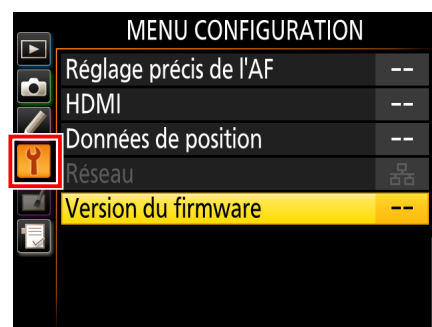 MENU CONFIGURATION
Réglage précis de l'AF --
HDMI --
Données de position --
Réseau
Version du firmware --